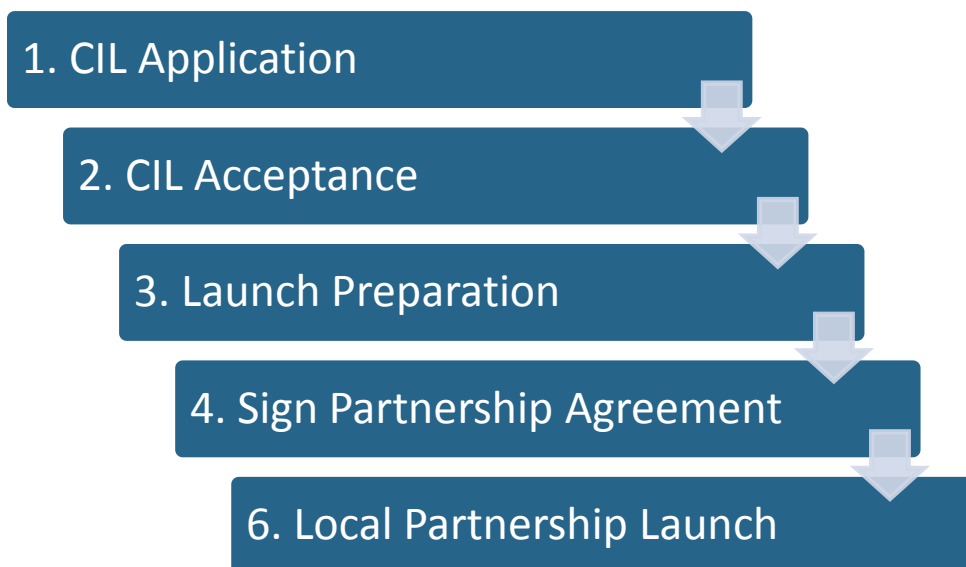 1. CIL Application
2. CIL Acceptance
3. Launch Preparation
4. Sign Partnership Agreement
6. Local Partnership Launch